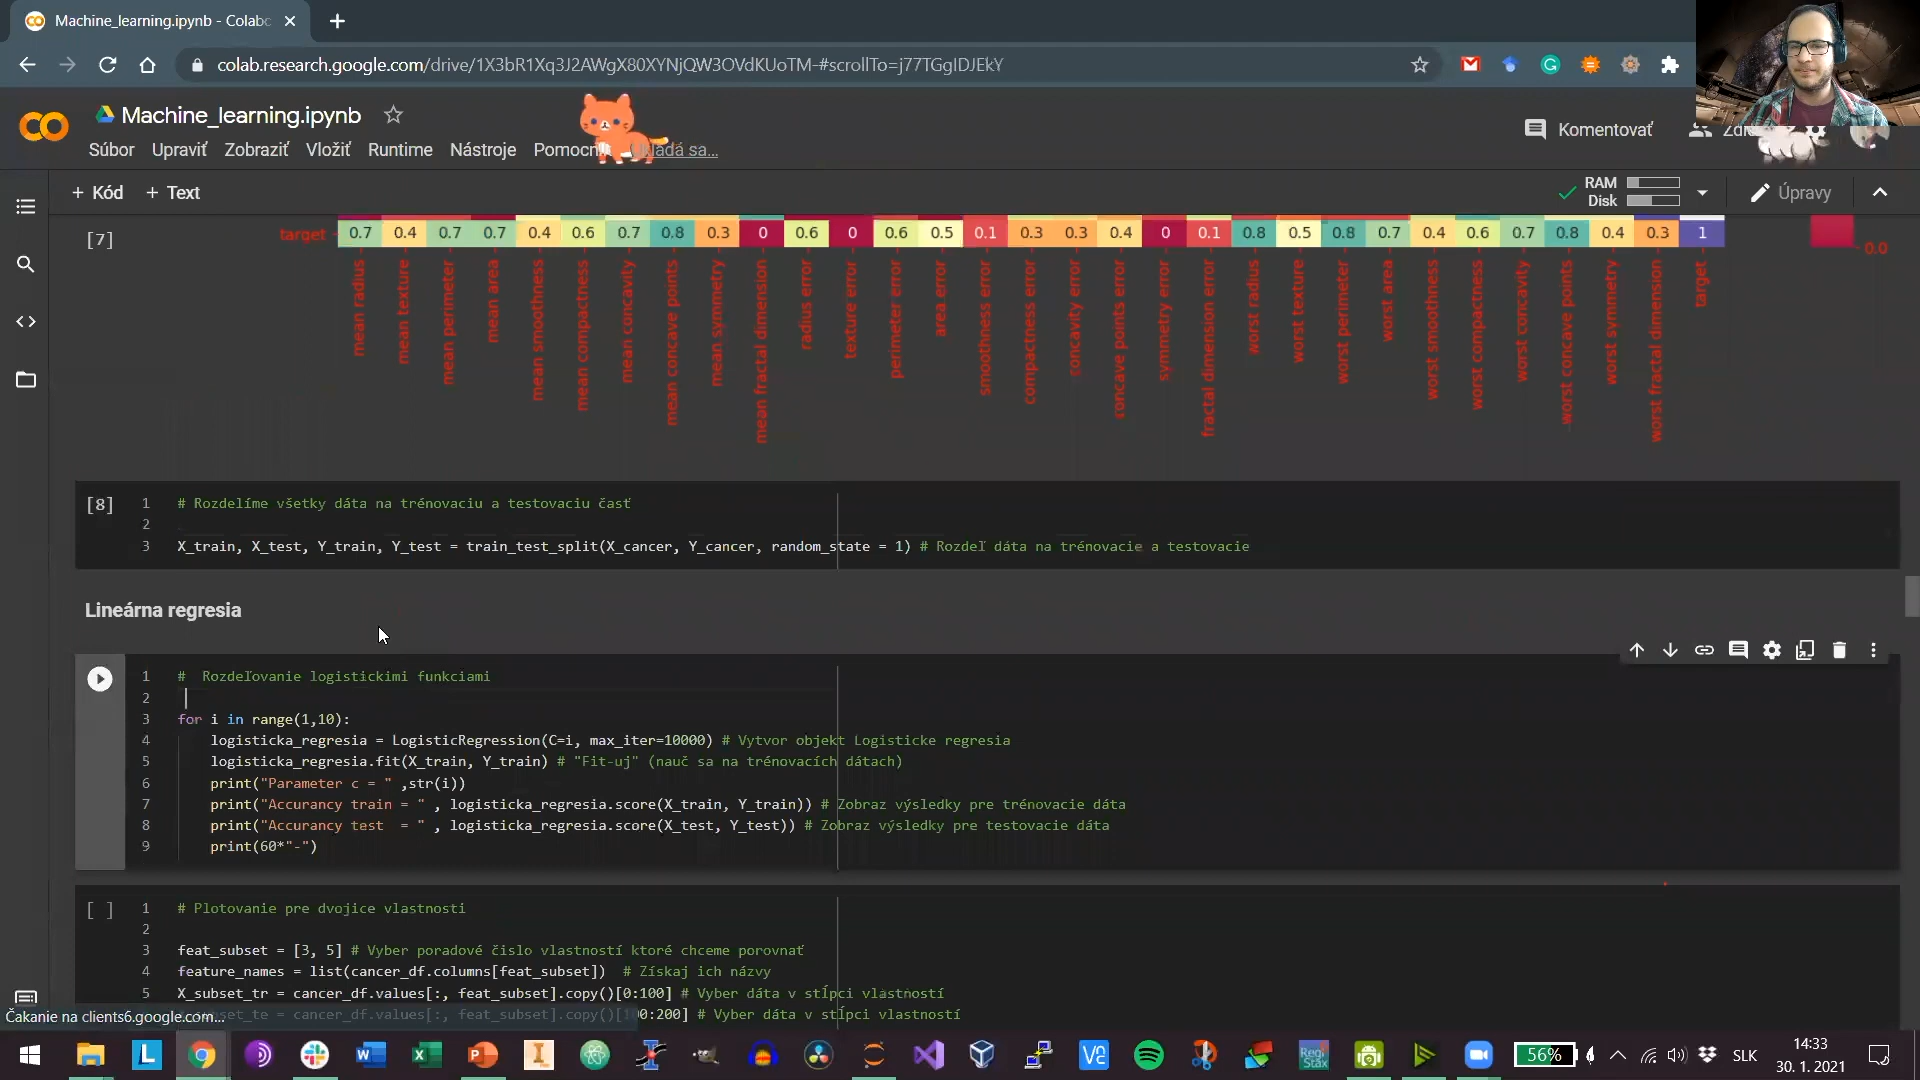 Machine_learning.ipynb - Colabo
colab.research.google.com/drive/1X3bR1Xq3J2AWgX80XYNjQW3OVdKUoTM-#scrollTo=j77TGgIDJEkY
Machine_learning.ipynb
Komentovať
Súbor Upraviť Zobraziť Vložiť Runtime Nástroje
+ Kód + Text
RAM
Disk
Úpravy
[7]
target 0.7 0.4 0.7 0.7 0.4 0.6 0.7 0.8 0.3 0 0.6 0 0.6 0.5 0.1 0.3 0.3 0.4 0 0.1 0.8 0.5 0.8 0.7 0.4 0.6 0.7 0.8 0.4 0.3 1
0.0
mean radius
mean texture
mean perimeter
mean area
mean smoothness
mean compactness
mean concavity
mean concave points
mean symmetry
mean fractal dimension
radius error
texture error
perimeter error
area error
smoothness error
compactness error
concavity error
concave points error
symmetry error
fractal dimension error
worst radius
worst texture
worst perimeter
worst area
worst smoothness
worst compactness
worst concavity
worst concave points
worst symmetry
worst fractal dimension
target
[8] 1 # Rozdelíme všetky dáta na trénovaciu a testovaciu časť
2
3 X_train, X_test, Y_train, Y_test = train_test_split(X_cancer, Y_cancer, random_state = 1) # Rozdeľ dáta na trénovacie a testovacie
Lineárna regresia
1 # Rozdeľovanie logistickimi funkciami
2
3 for i in range(1,10):
4 logisticka_regresia = LogisticRegression(C=i, max_iter=10000) # Vytvor objekt Logisticke regresia
5 logisticka_regresia.fit(X_train, Y_train) # "Fit-uj" (nauč sa na trénovacích dátach)
6 print("Parameter c = " ,str(i))
7 print("Accurancy train = " , logisticka_regresia.score(X_train, Y_train)) # Zobraz výsledky pre trénovacie dáta
8 print("Accurancy test  = " , logisticka_regresia.score(X_test, Y_test)) # Zobraz výsledky pre testovacie dáta
9 print(60*"-")
[ ] 1 # Plotovanie pre dvojice vlastnosti
2
3 feat_subset = [3, 5] # Vyber poradové čislo vlastností ktoré chceme porovnať
4 feature_names = list(cancer_df.columns[feat_subset])  # Získaj ich názvy
5 X_subset_tr = cancer_df.values[:, feat_subset].copy()[0:100] # Vyber dáta v stĺpci vlastností
_subset_te = cancer_df.values[:, feat_subset].copy()[100:200] # Vyber dáta v stĺpci vlastností
Čakanie na clients6.google.com...
56%
SLK
14:33
30. 1. 2021